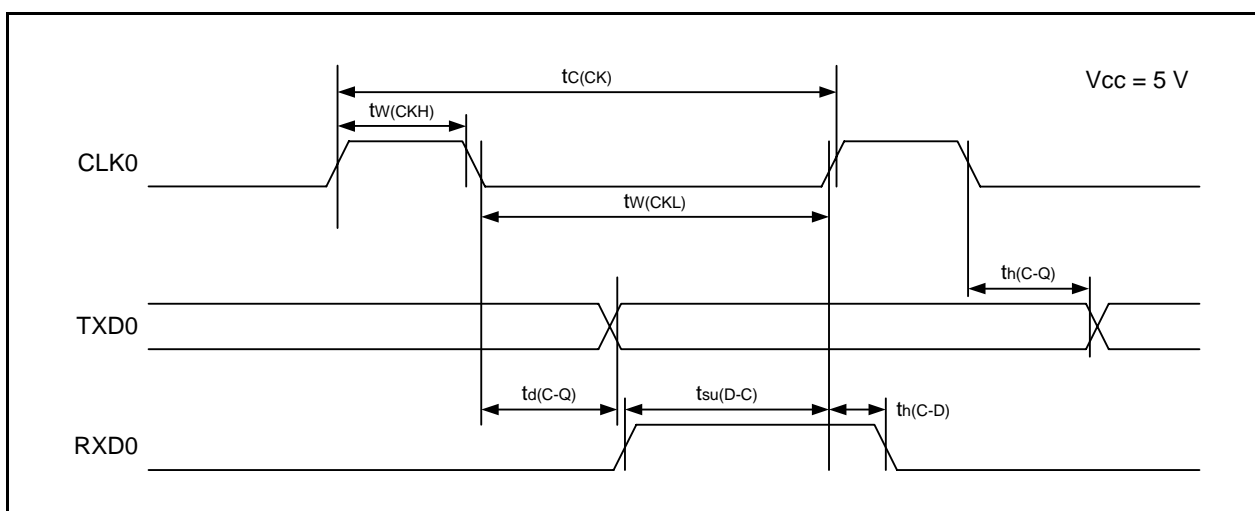 tC(CK)
Vcc = 5 V
tW(CKH)
CLK0
tW(CKL)
th(C-Q)
TXD0
td(C-Q)
tsu(D-C)
th(C-D)
RXD0